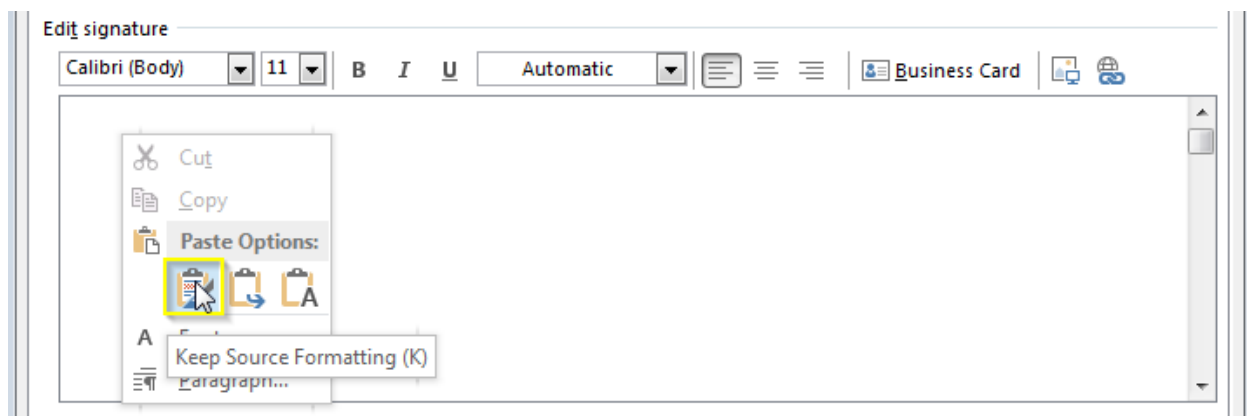 Edit signature
Calibri (Body) 11 B I U Automatic Business Card
Cut
Copy
Paste Options:
A
A
Keep Source Formatting (K)
Paragraph...